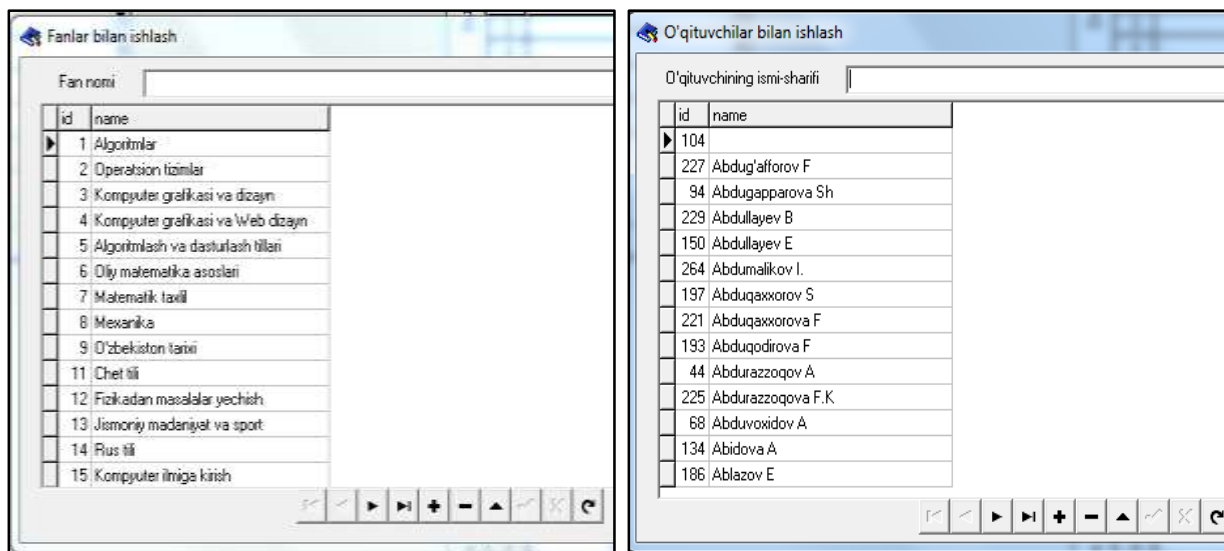 Fanlar bilan ishlash
Fan nomi
id name
1 Algoritmlar
2 Operatsion tizimlar
3 Kompyuter grafikasi va dizayn
4 Kompyuter grafikasi va Web dizayn
5 Algoritmlash va dasturlash tillari
6 Oliy matematika asoslari
7 Matematik taxlil
8 Mexanika
9 O'zbekiston tarixi
11 Chet tili
12 Fizikadan masalalar yechish
13 Jismoniy madaniyat va sport
14 Rus tili
15 Kompyuter ilmiga kirish
O'qituvchilar bilan ishlash
O'qituvchining ismi-sharifi
id name
104
227 Abdug'afforov F
94 Abdugapparova Sh
229 Abdullayev B
150 Abdullayev E
264 Abdumalikov I.
197 Abduqaxxorov S
221 Abduqaxxorova F
193 Abduqodirova F
44 Abdurazzoqov A
225 Abdurazzoqova F.K
68 Abduvoxidov A
134 Abidova A
186 Ablazov E